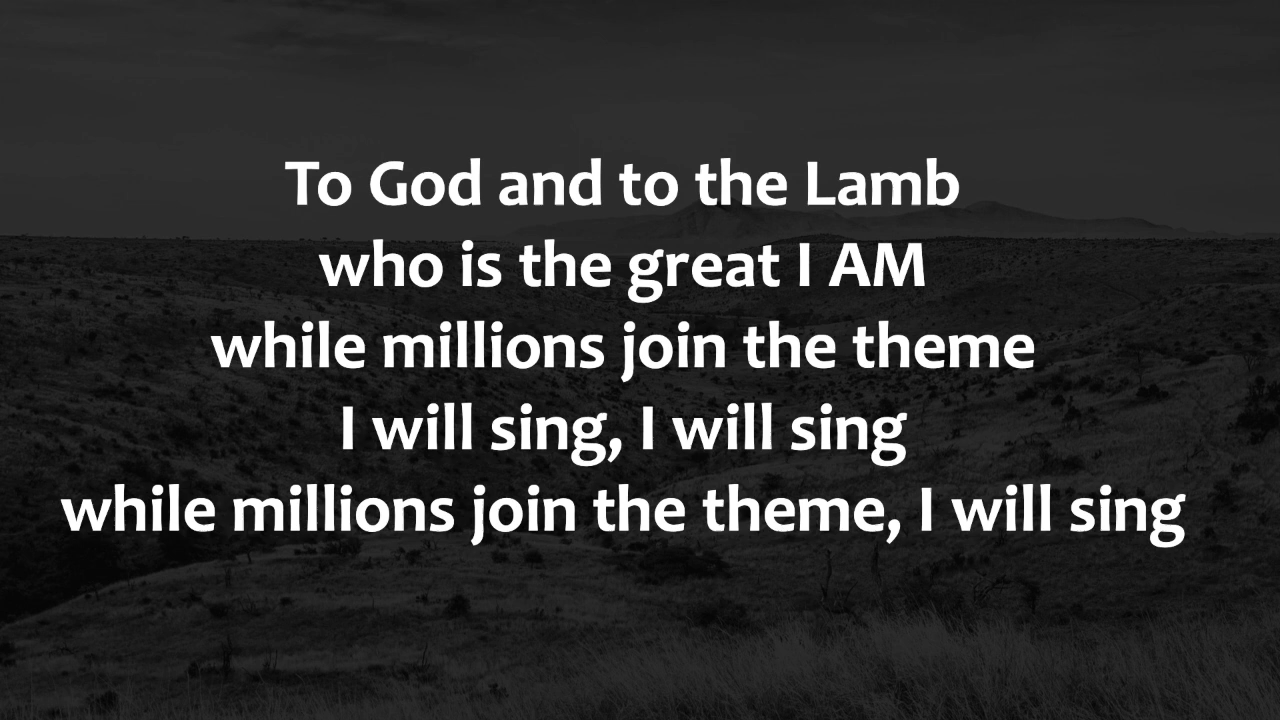 To God and to the Lamb
who is the great I AM
while millions join the theme
I will sing, I will sing
while millions join the theme, I will sing